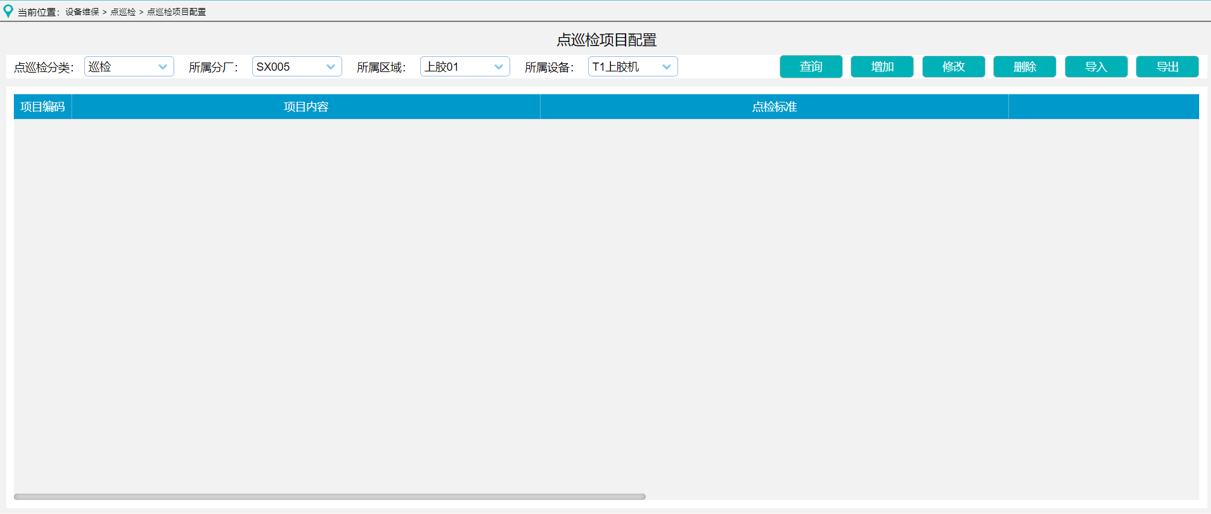 当前位置：设备维保 > 点巡检 > 点巡检项目配置
点巡检项目配置
点巡检分类： 巡检 所属分厂： SX005 所属区域： 上胶01 所属设备： T1上胶机 查询 增加 修改 删除 导入 导出
项目编码 项目内容 点检标准